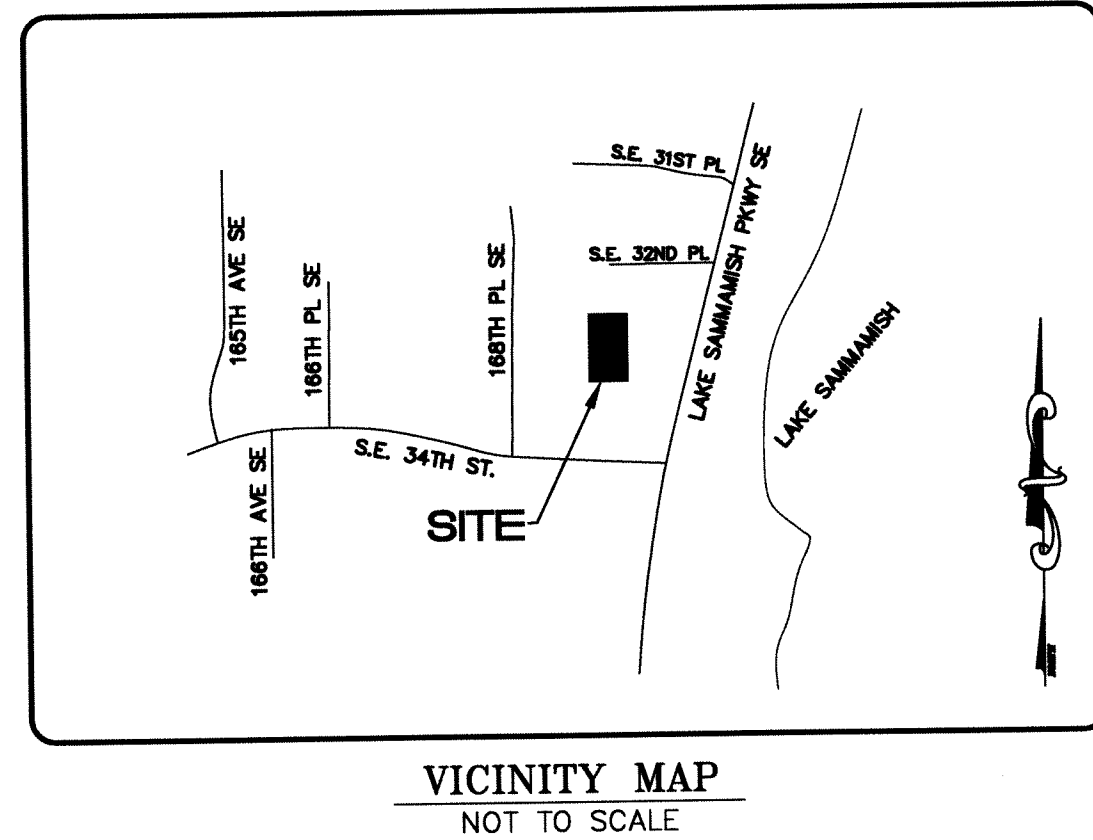 S.E. 31ST PL
S.E. 32ND PL
LAKE SAMMAMISH PKWY SE
LAKE SAMMAMISH
165TH AVE SE
166TH PL SE
168TH PL SE
S.E. 34TH ST.
166TH AVE SE
SITE
VICINITY MAP
NOT TO SCALE